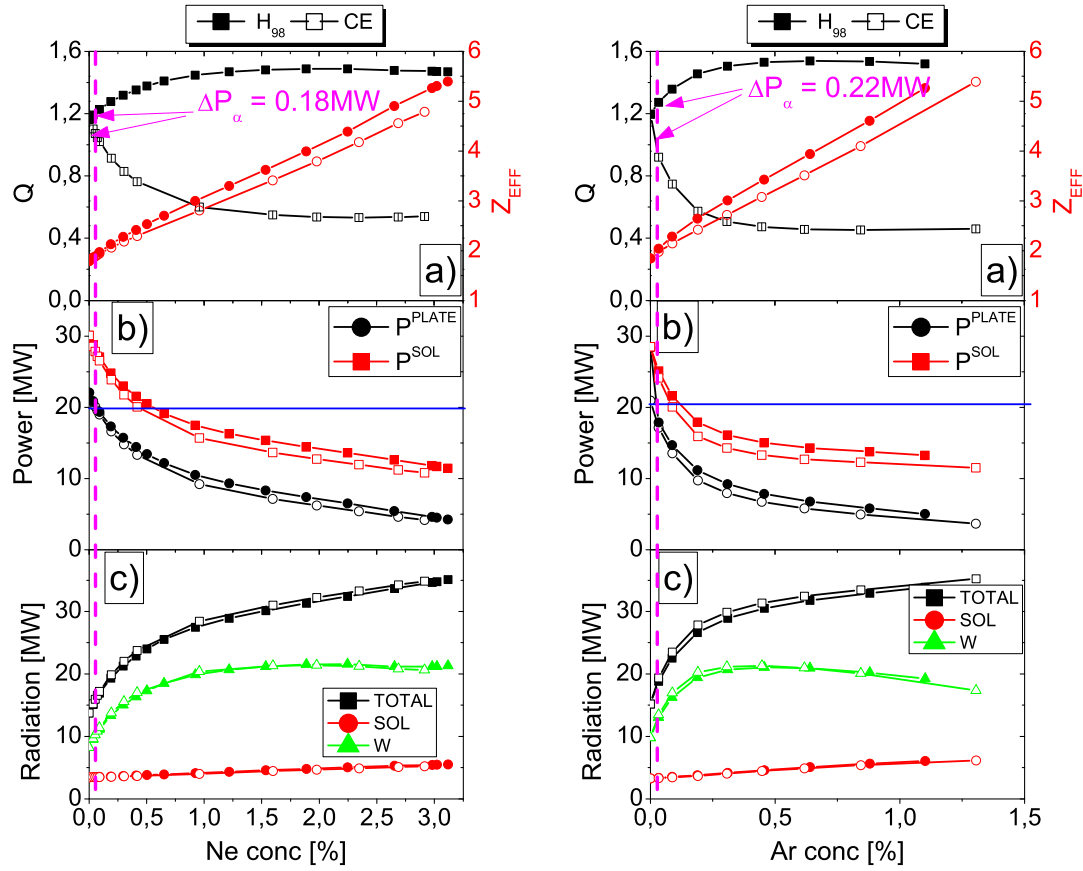 H98 CE
1,6
1,2
0,8
0,4
0,0
Q
6
5
4
3
2
1
ZEFF
ΔPα = 0.18MW
a)
b)
PPLATE
PSOL
30
20
10
0
Power [MW]
c)
30
20
10
0
Radiation [MW]
TOTAL
SOL
W
0,0 0,5 1,0 1,5 2,0 2,5 3,0
Ne conc [%]
H98 CE
1,6
1,2
0,8
0,4
0,0
Q
6
5
4
3
2
1
ZEFF
ΔPα = 0.22MW
a)
b)
PPLATE
PSOL
30
20
10
0
Power [MW]
c)
30
20
10
0
Radiation [MW]
TOTAL
SOL
W
0,0 0,5 1,0 1,5
Ar conc [%]